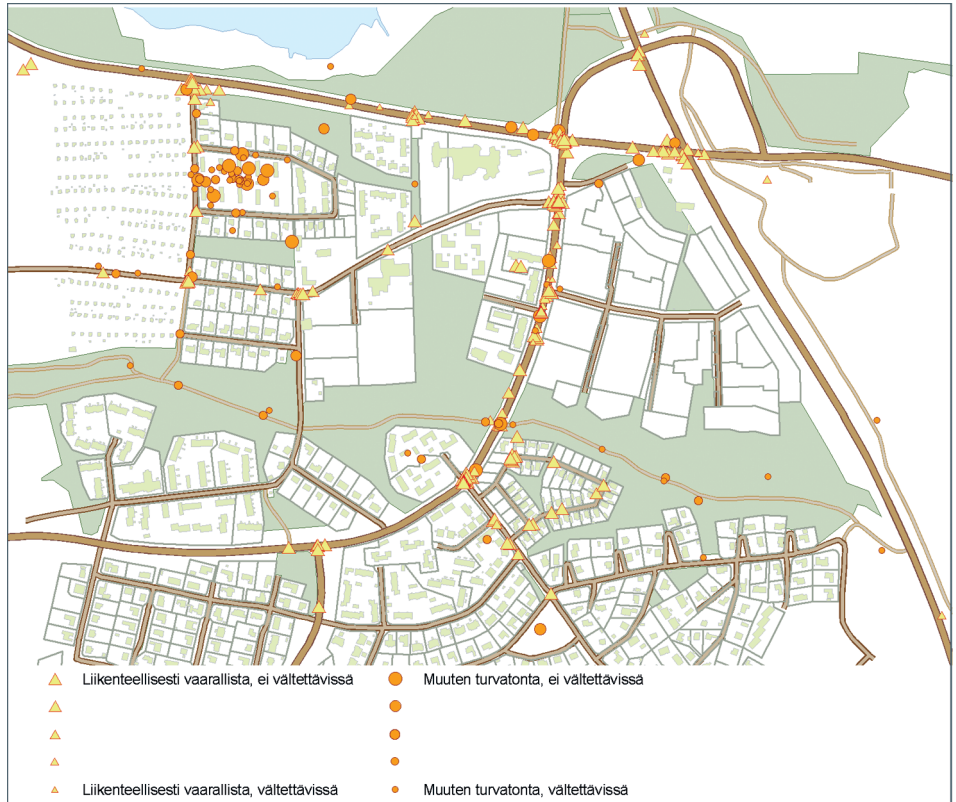 Liikenteellisesti vaarallista, ei vältettävissä
Muuten turvatonta, ei vältettävissä
Liikenteellisesti vaarallista, vältettävissä
Muuten turvatonta, vältettävissä